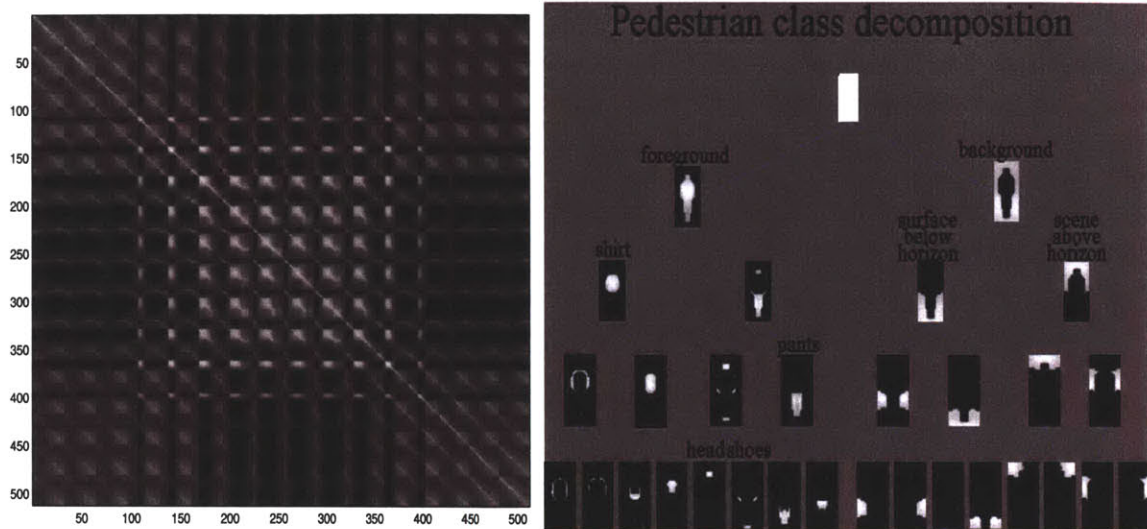 50
100
150
200
250
300
350
400
450
500
50 100 150 200 250 300 350 400 450 500
Pedestrian class decomposition
foreground
background
shirt
surface
below
horizon
scene
above
horizon
pants
headshoes